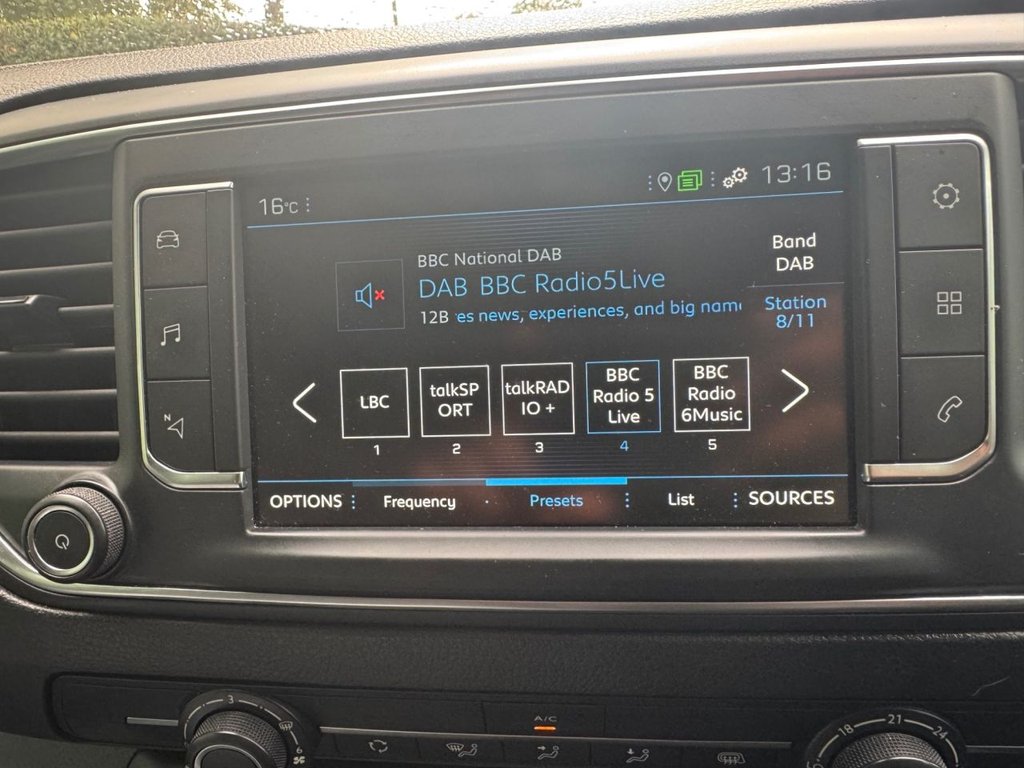 16°C
13:16
BBC National DAB
DAB BBC Radio5Live
12B es news, experiences, and big name
Band
DAB
Station
8/11
LBC
talkSP
ORT
talkRAD
IO +
BBC
Radio 5
Live
BBC
Radio
6Music
1
2
3
4
5
OPTIONS
Frequency
Presets
List
SOURCES
N
3
6
A/C
18
21
24